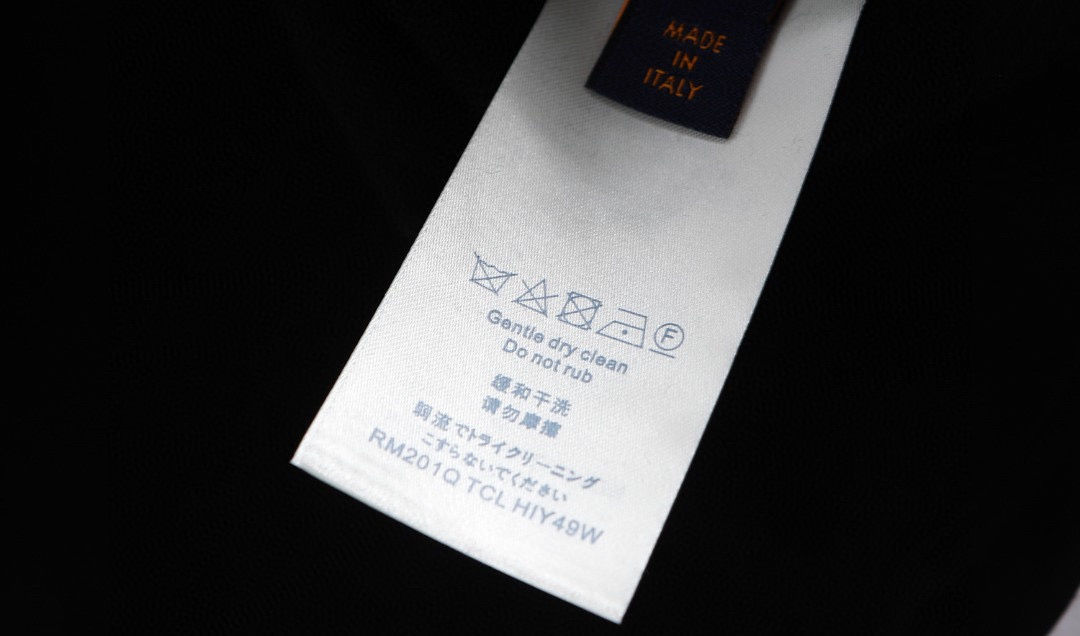 MADE
IN
ITALY
F
Gentle dry clean
Do not rub
缓和干洗
请勿摩擦
弱流でドライクリーニング
こすらないでください
RM201Q TCL HIY49W